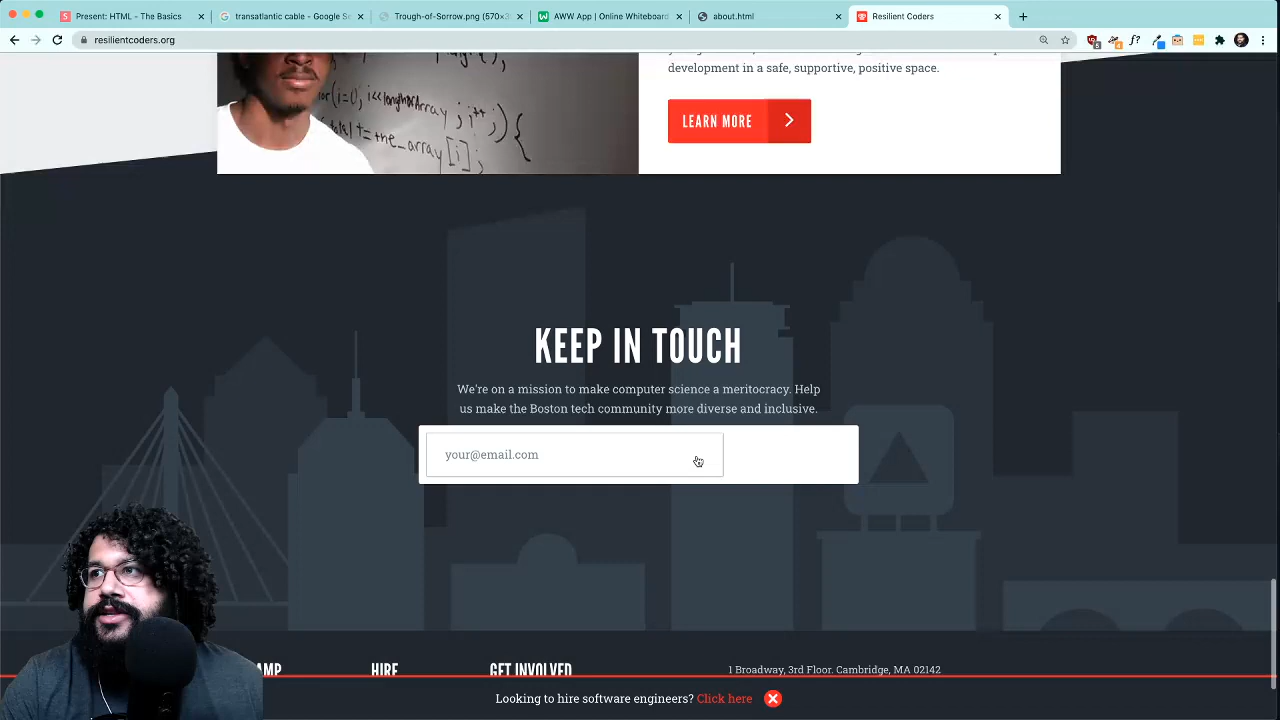 Present: HTML - The Basics
transatlantic cable - Google Se
Trough-of-Sorrow.png (570×3
AWW App | Online Whiteboard
about.html
Resilient Coders
resilientcoders.org
development in a safe, supportive, positive space.
LEARN MORE
KEEP IN TOUCH
We're on a mission to make computer science a meritocracy. Help
us make the Boston tech community more diverse and inclusive.
your@email.com
AMP
HIRE
GET INVOLVED
1 Broadway, 3rd Floor. Cambridge, MA 02142
Looking to hire software engineers? Click here